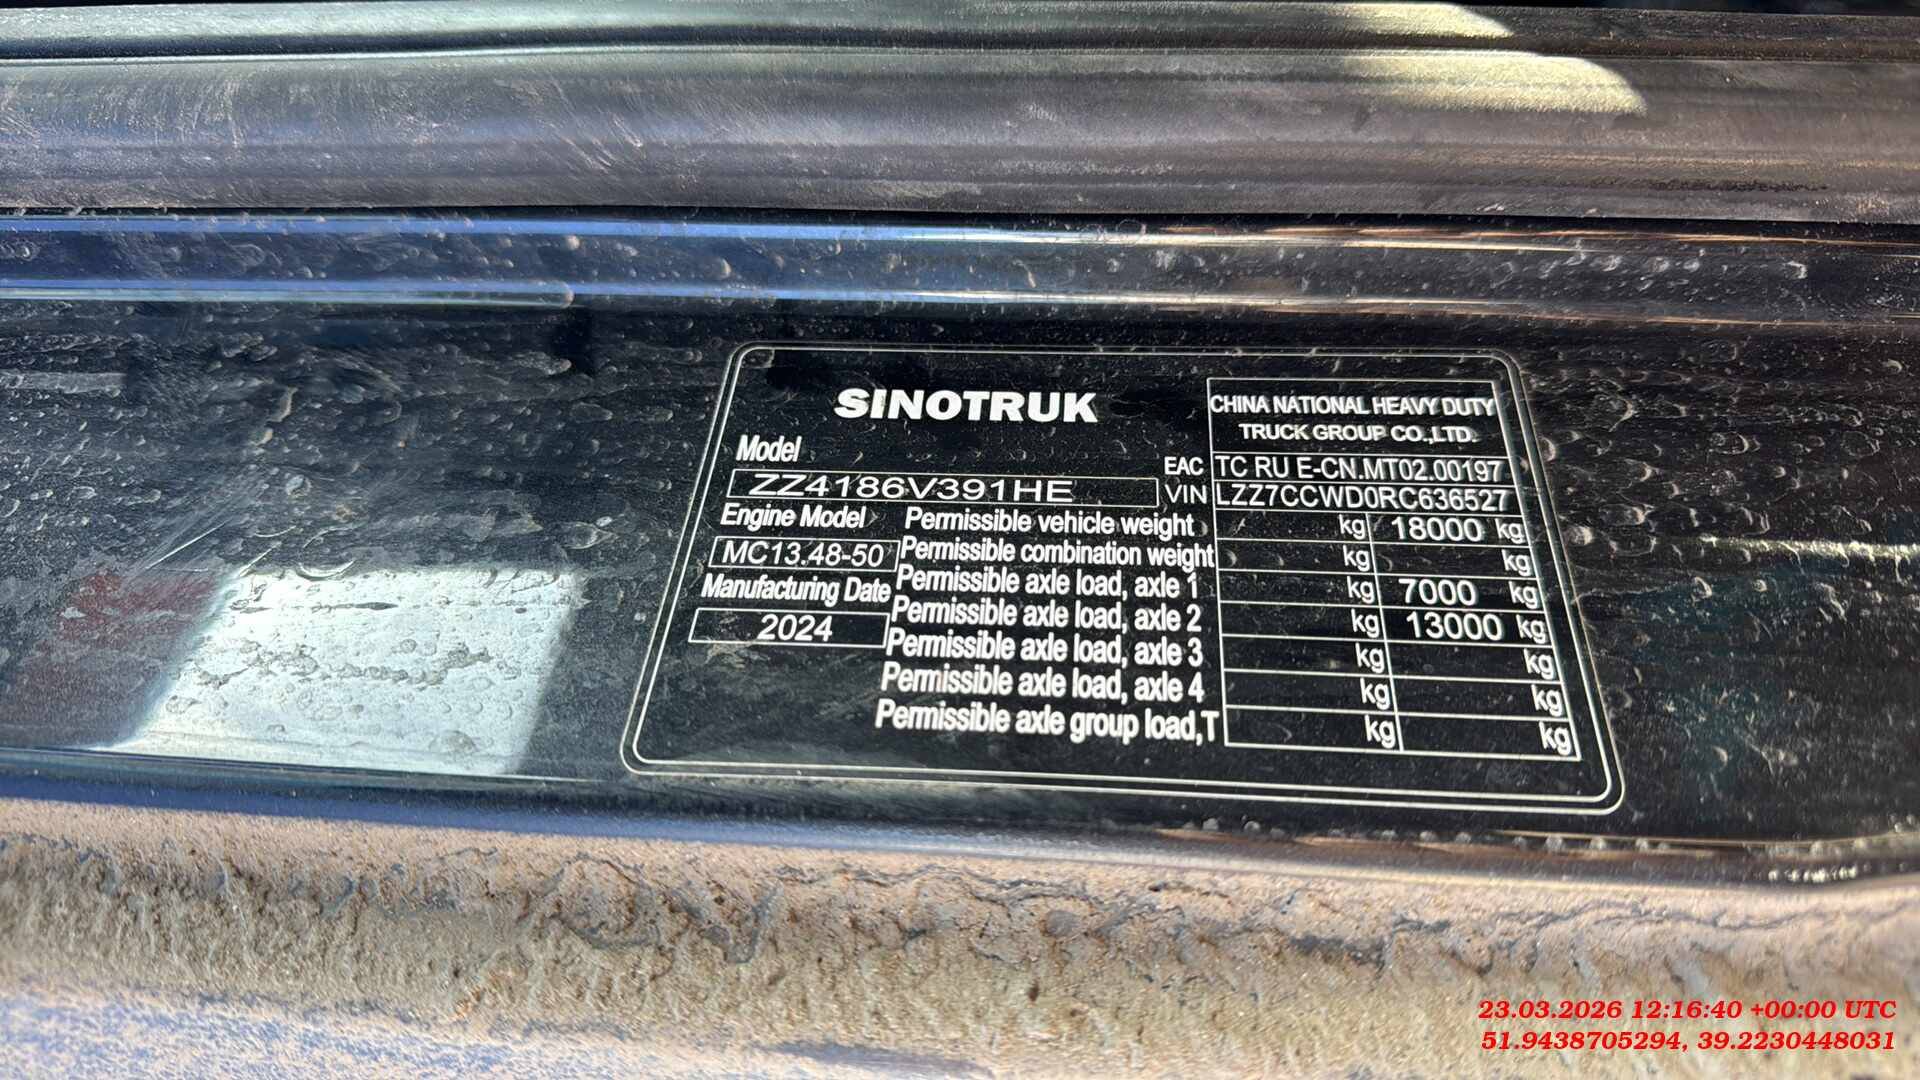 SINOTRUK
CHINA NATIONAL HEAVY DUTY
TRUCK GROUP CO.,LTD.
Model
EAC TC RU E-CN.MT02.00197
ZZ4186V391HE
VIN LZZ7CCWD0RC636527
Engine Model
Permissible vehicle weight kg 18000 kg
MC13.48-50
Permissible combination weight kg kg
Manufacturing Date
Permissible axle load, axle 1 kg 7000 kg
2024
Permissible axle load, axle 2 kg 13000 kg
Permissible axle load, axle 3 kg kg
Permissible axle load, axle 4 kg kg
Permissible axle group load,T kg kg
23.03.2026 12:16:40 +00:00 UTC
51.9438705294, 39.2230448031